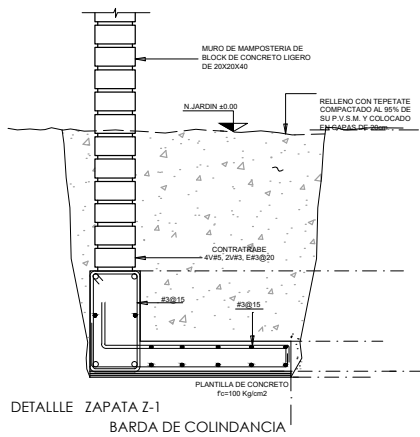 MURO DE MAMPOSTERIA DE
BLOCK DE CONCRETO LIGERO
DE 20X20X40
N.JARDIN ±0.00
RELLENO CON TEPETATE
COMPACTADO AL 95% DE
SU P.V.S.M. Y COLOCADO
EN CAPAS DE 20cm
CONTRATRABE
4V#5, 2V#3, E#3@20
#3@15
#3@15
PLANTILLA DE CONCRETO
f'c=100 Kg/cm2
DETALLLE ZAPATA Z-1
BARDA DE COLINDANCIA